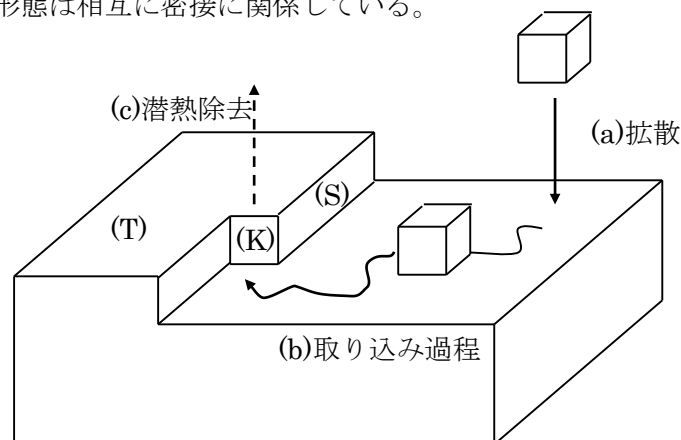 形態は相互に密接に関係している。
(c)潜熱除去
(a)拡散
(S)
(T)
(K)
(b)取り込み過程